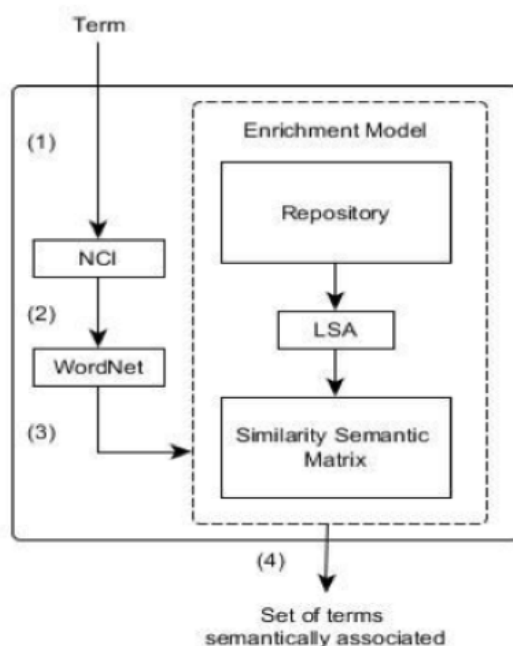 Term
(1)
Enrichment Model
Repository
NCI
(2)
LSA
WordNet
(3)
Similarity Semantic
Matrix
(4)
Set of terms
semantically associated